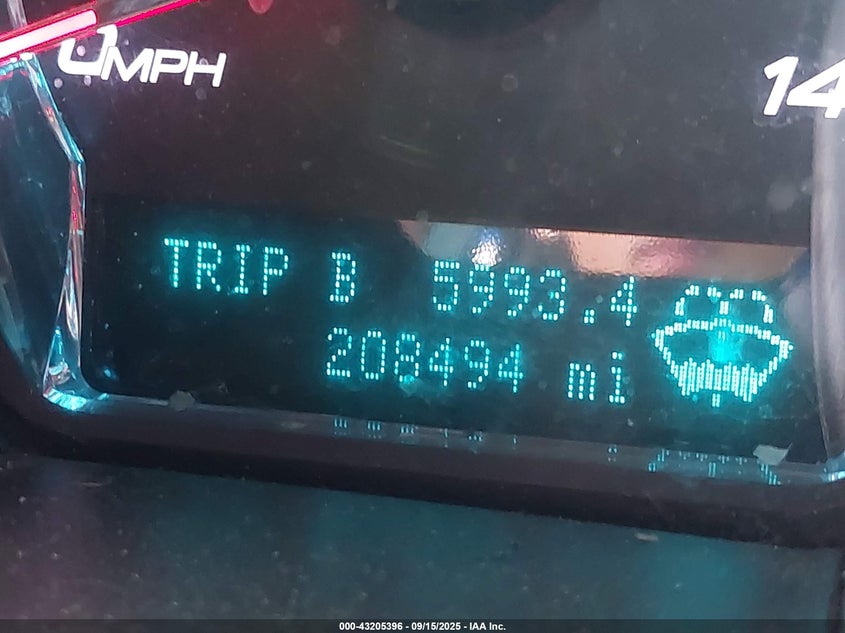 0MPH
14
TRIP B 5993.4
208494 mi
000-43205396 - 09/15/2025 - IAA Inc.